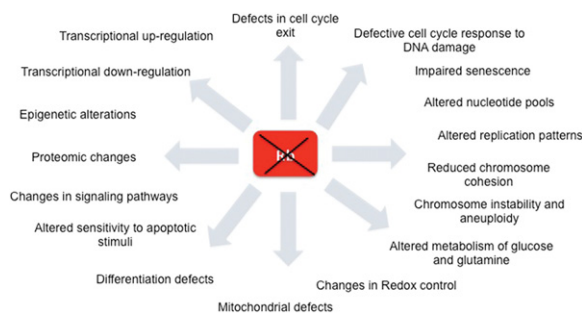 Defects in cell cycle
exit
Transcriptional up-regulation
Defective cell cycle response to
DNA damage
Transcriptional down-regulation
Impaired senescence
Epigenetic alterations
Altered nucleotide pools
Proteomic changes
Rb
Altered replication patterns
Reduced chromosome
cohesion
Changes in signaling pathways
Chromosome instability and
aneuploidy
Altered sensitivity to apoptotic
stimuli
Altered metabolism of glucose
and glutamine
Differentiation defects
Changes in Redox control
Mitochondrial defects